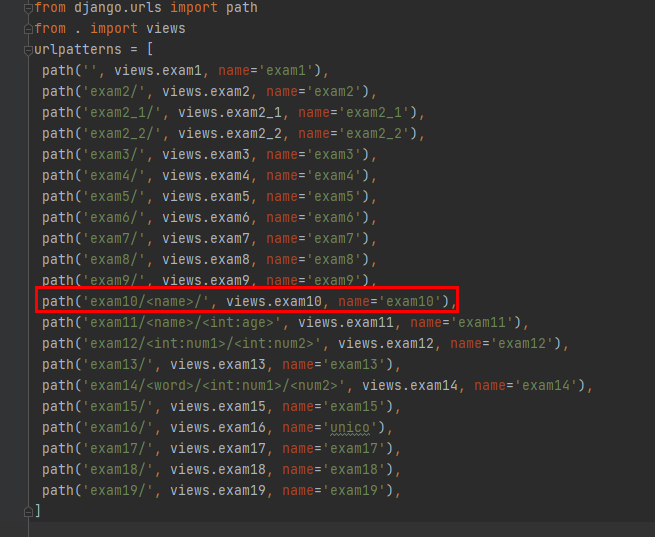 from django.urls import path
from . import views
urlpatterns = [
path('', views.exam1, name='exam1'),
path('exam2/', views.exam2, name='exam2'),
path('exam2_1/', views.exam2_1, name='exam2_1'),
path('exam2_2/', views.exam2_2, name='exam2_2'),
path('exam3/', views.exam3, name='exam3'),
path('exam4/', views.exam4, name='exam4'),
path('exam5/', views.exam5, name='exam5'),
path('exam6/', views.exam6, name='exam6'),
path('exam7/', views.exam7, name='exam7'),
path('exam8/', views.exam8, name='exam8'),
path('exam9/', views.exam9, name='exam9'),
path('exam10/<name>/', views.exam10, name='exam10'),
path('exam11/<name>/<int:age>', views.exam11, name='exam11'),
path('exam12/<int:num1>/<int:num2>', views.exam12, name='exam12'),
path('exam13/', views.exam13, name='exam13'),
path('exam14/<word>/<int:num1>/<num2>', views.exam14, name='exam14'),
path('exam15/', views.exam15, name='exam15'),
path('exam16/', views.exam16, name='unico'),
path('exam17/', views.exam17, name='exam17'),
path('exam18/', views.exam18, name='exam18'),
path('exam19/', views.exam19, name='exam19'),
]